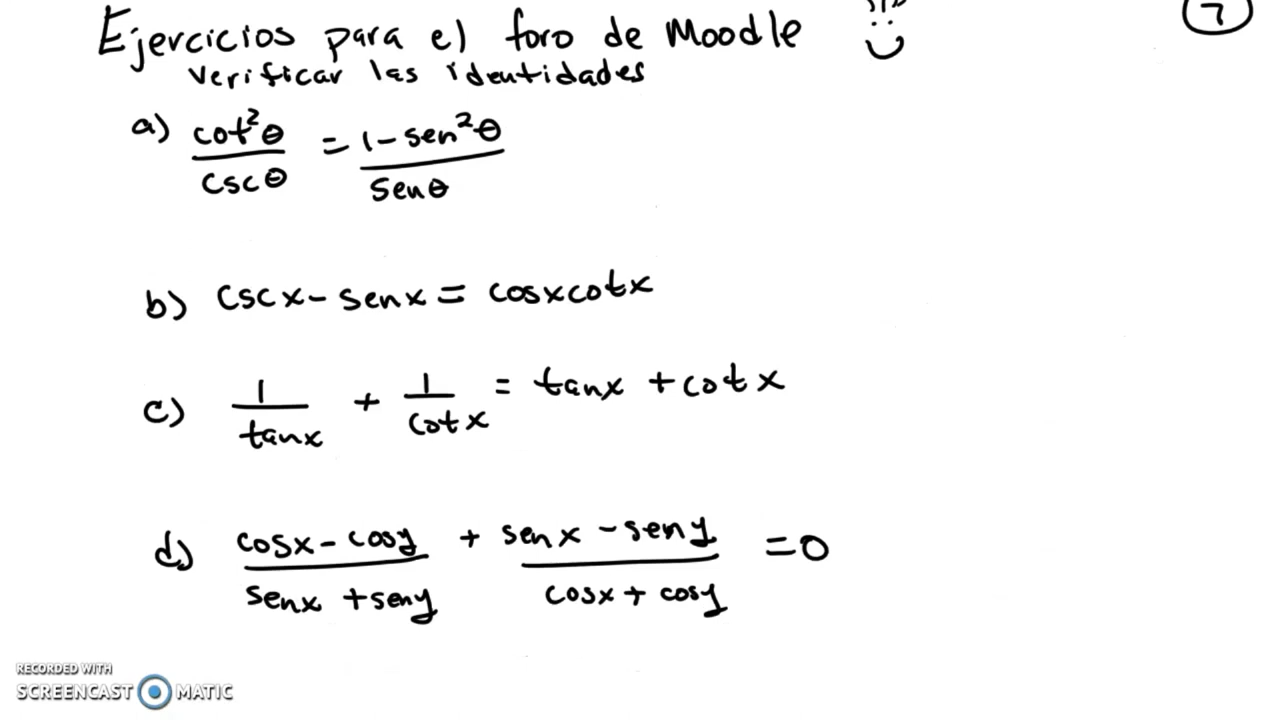 Ejercicios para el foro de Moodle
7
verificar las identidades
a) cot²θ / cscθ = 1 - sen²θ / senθ
b) cscx - senx = cosxcotx
c) 1 / tanx + 1 / cotx = tanx + cotx
d) cosx - cosy / senx + seny + senx - seny / cosx + cosy = 0
RECORDED WITH
SCREENCAST MATIC